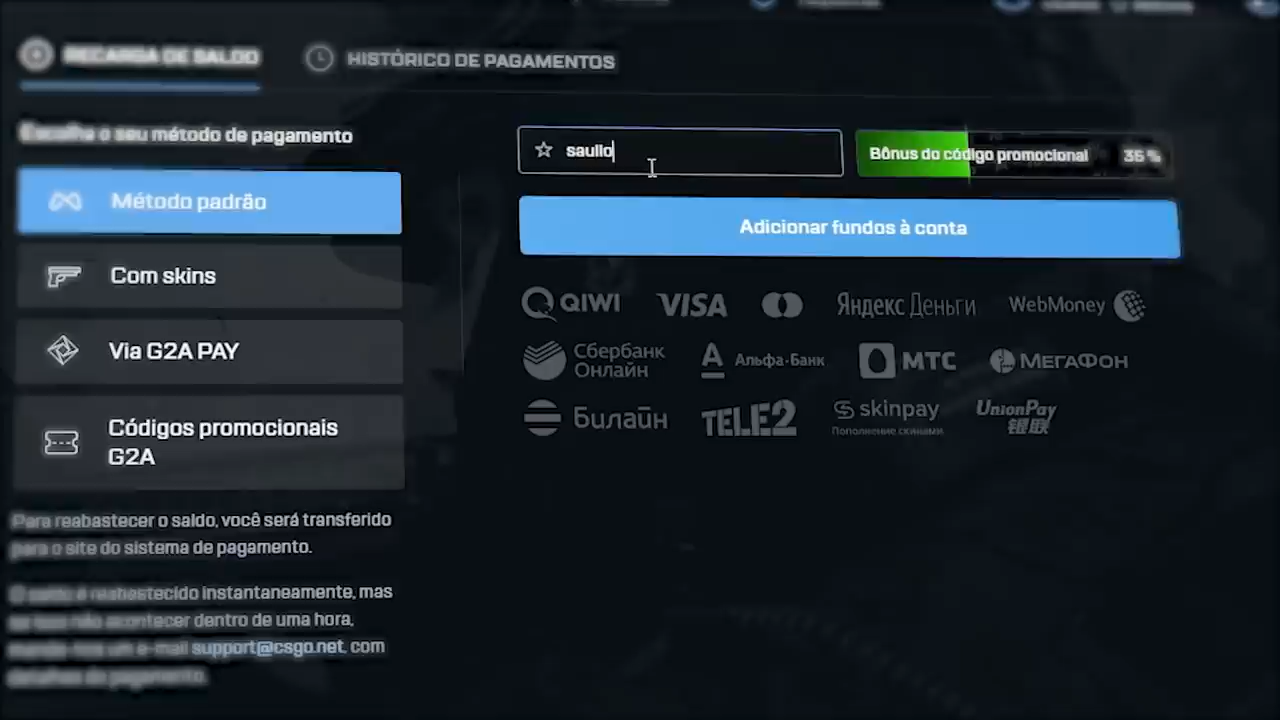 RECARGA DE SALDO
HISTÓRICO DE PAGAMENTOS
Escolha o seu método de pagamento
saullo
Bônus do código promocional 35 %
Método padrão
Adicionar fundos à conta
Com skins
QIWI VISA Яндекс Деньги WebMoney
Via G2A PAY
Сбербанк Онлайн Альфа-Банк МТС МЕГАФОН
Códigos promocionais
G2A
Билайн TELE2 skinpay Пополнение скинами UnionPay 银联
Para reabastecer o saldo, você será transferido
para o site do sistema de pagamento.
O saldo é reabastecido instantaneamente, mas
se isso não acontecer dentro de uma hora,
mande-nos um e-mail support@csgo.net, com
detalhes do pagamento.